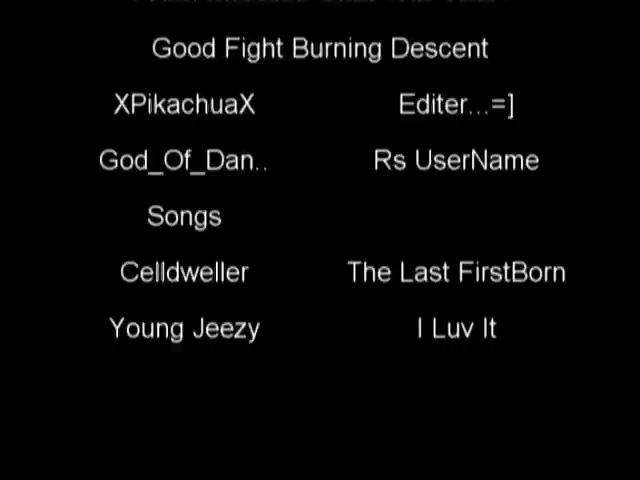 Good Fight Burning Descent
XPikachuaX Editer...=]
God_Of_Dan.. Rs UserName
Songs
Celldweller The Last FirstBorn
Young Jeezy I Luv It